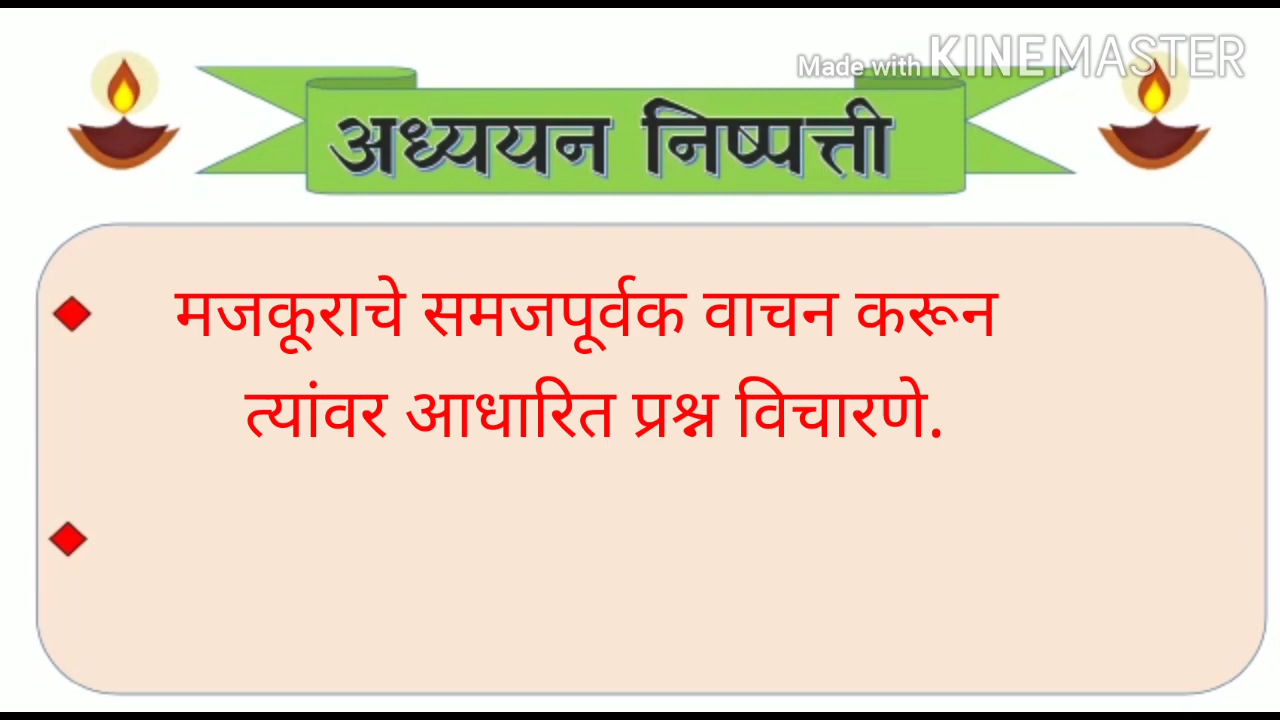 Made with KINEMASTER
अध्ययन निष्पत्ती
मजकूराचे समजपूर्वक वाचन करून
त्यांवर आधारित प्रश्न विचारणे.